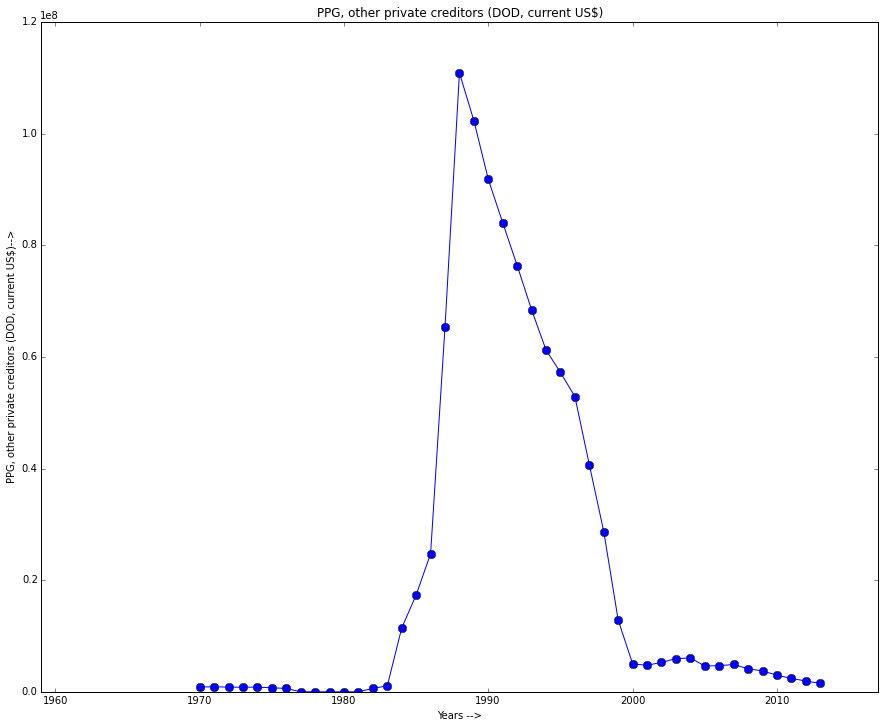 PPG, other private creditors (DOD, current US$)
1e8
1.2
1.0
0.8
0.6
0.4
0.2
0.0
PPG, other private creditors (DOD, current US$)-->
1960 1970 1980 1990 2000 2010
Years -->